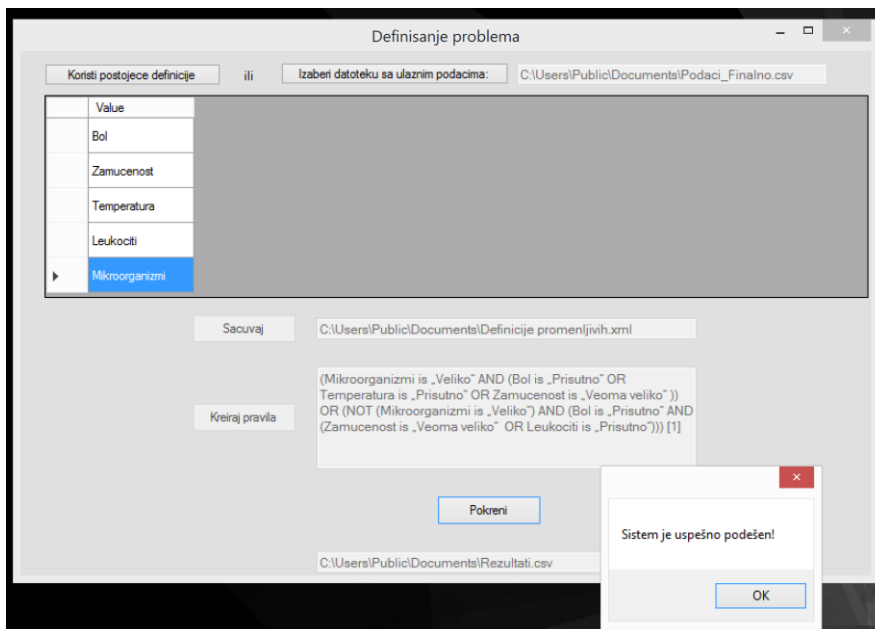 Definisanje problema
Koristi postojece definicije
ili
Izaberi datoteku sa ulaznim podacima:
C:\Users\Public\Documents\Podaci_Finalno.csv
Value
Bol
Zamucenost
Temperatura
Leukociti
Mikroorganizmi
Sacuvaj
C:\Users\Public\Documents\Definicije promenljivih.xml
Kreiraj pravila
(Mikroorganizmi is „Veliko“ AND (Bol is „Prisutno“ OR
Temperatura is „Prisutno“ OR Zamucenost is „Veoma veliko“ ))
OR (NOT (Mikroorganizmi is „Veliko“) AND (Bol is „Prisutno“ AND
(Zamucenost is „Veoma veliko“  OR Leukociti is „Prisutno“))) [1]
Pokreni
C:\Users\Public\Documents\Rezultati.csv
Sistem je uspešno podešen!
OK